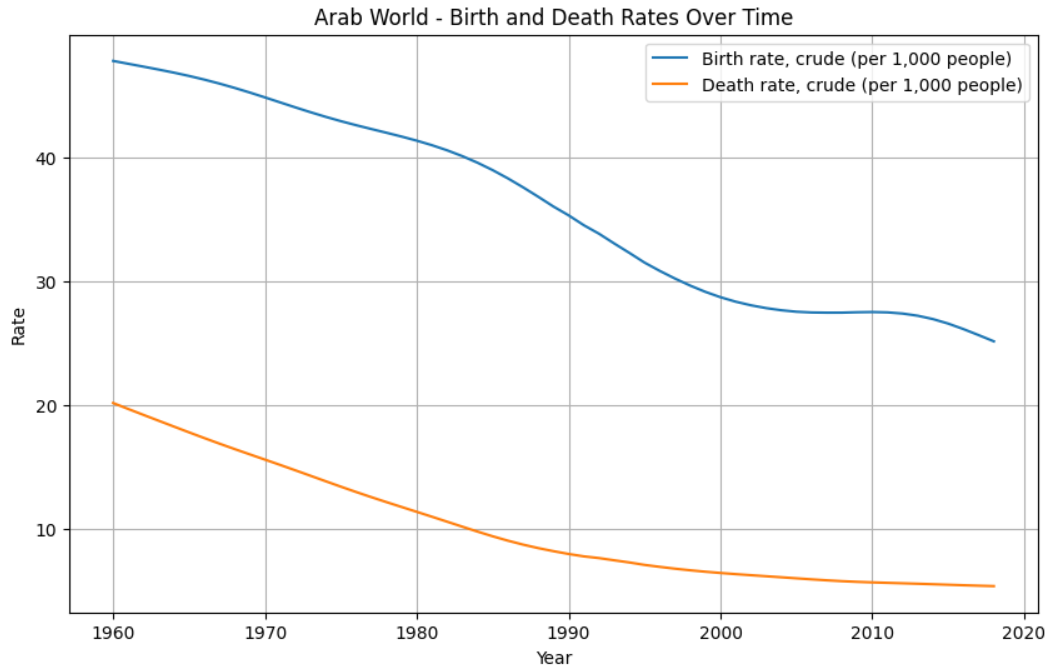 Arab World - Birth and Death Rates Over Time
Birth rate, crude (per 1,000 people)
Death rate, crude (per 1,000 people)
Rate
40
30
20
10
1960 1970 1980 1990 2000 2010 2020
Year